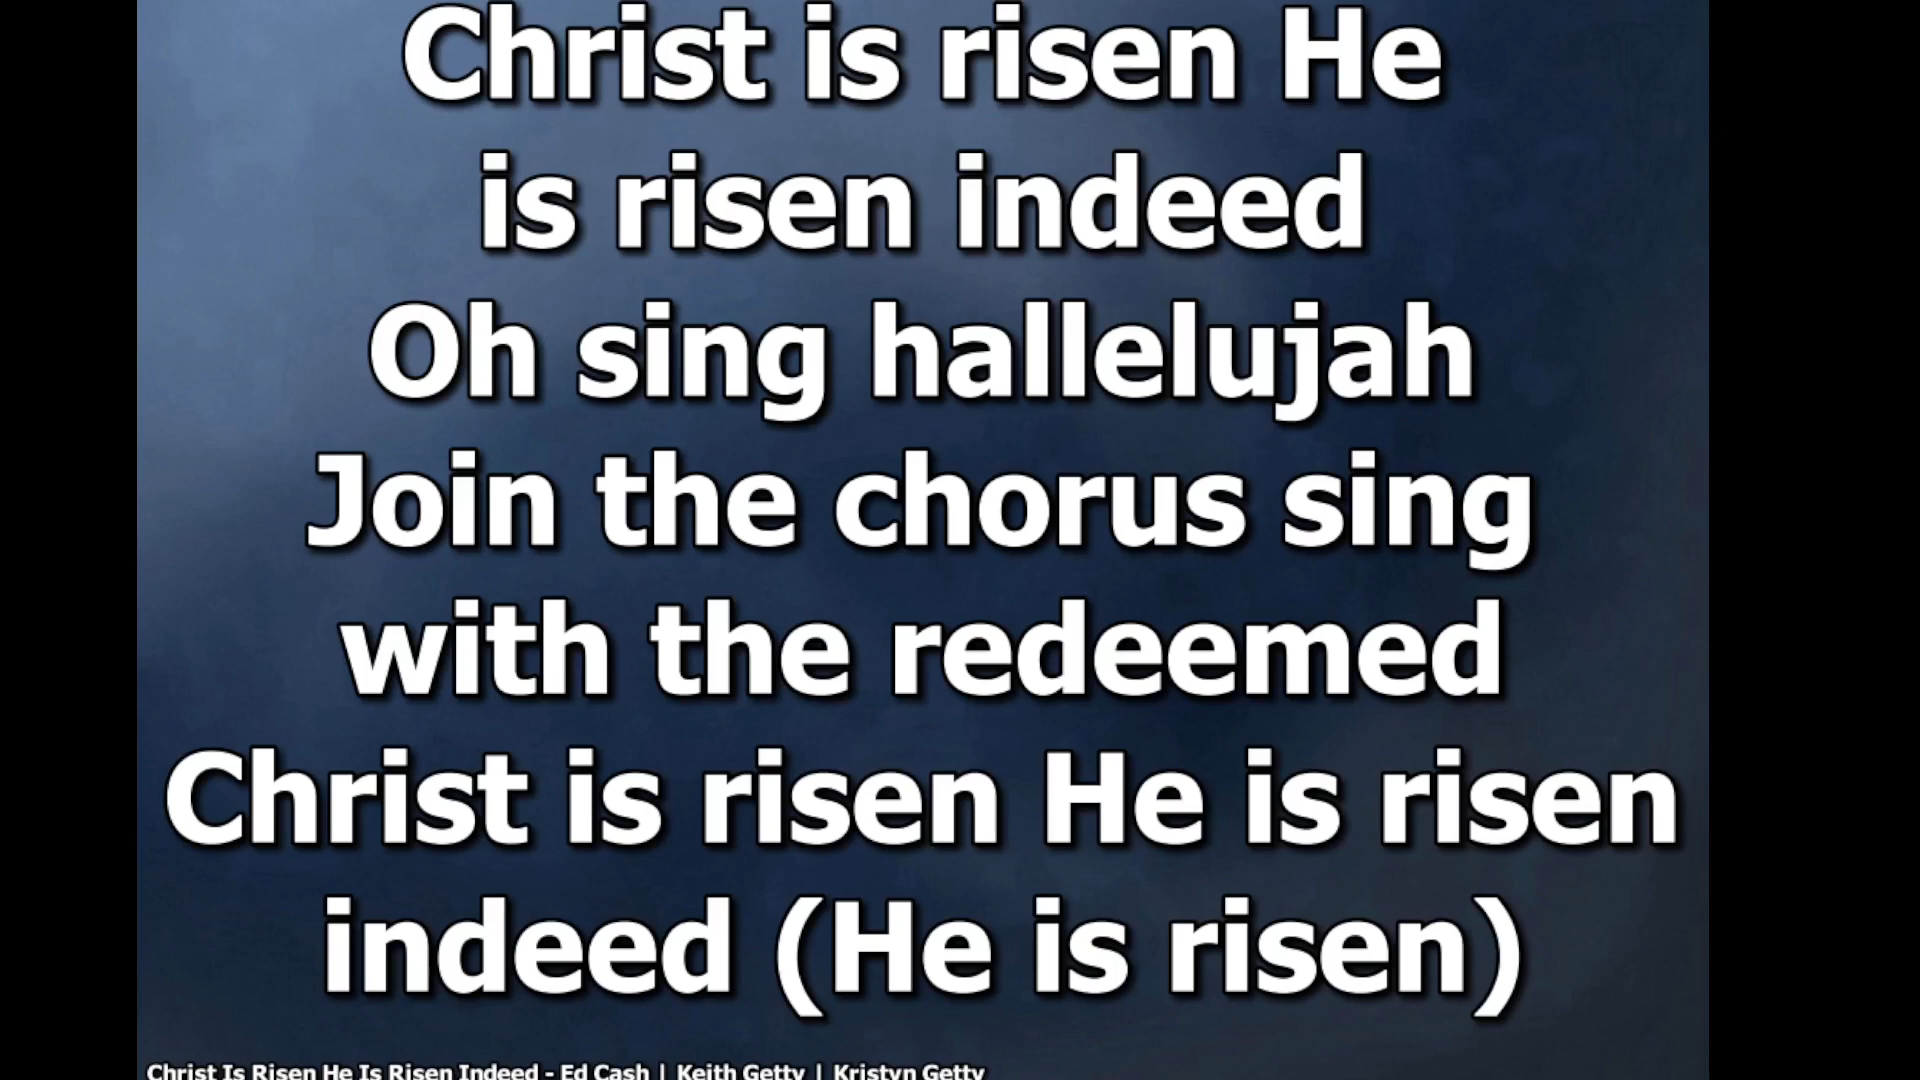 Christ is risen He
is risen indeed
Oh sing hallelujah
Join the chorus sing
with the redeemed
Christ is risen He is risen
indeed (He is risen)
Christ Is Risen He Is Risen Indeed - Ed Cash | Keith Getty | Kristyn Getty